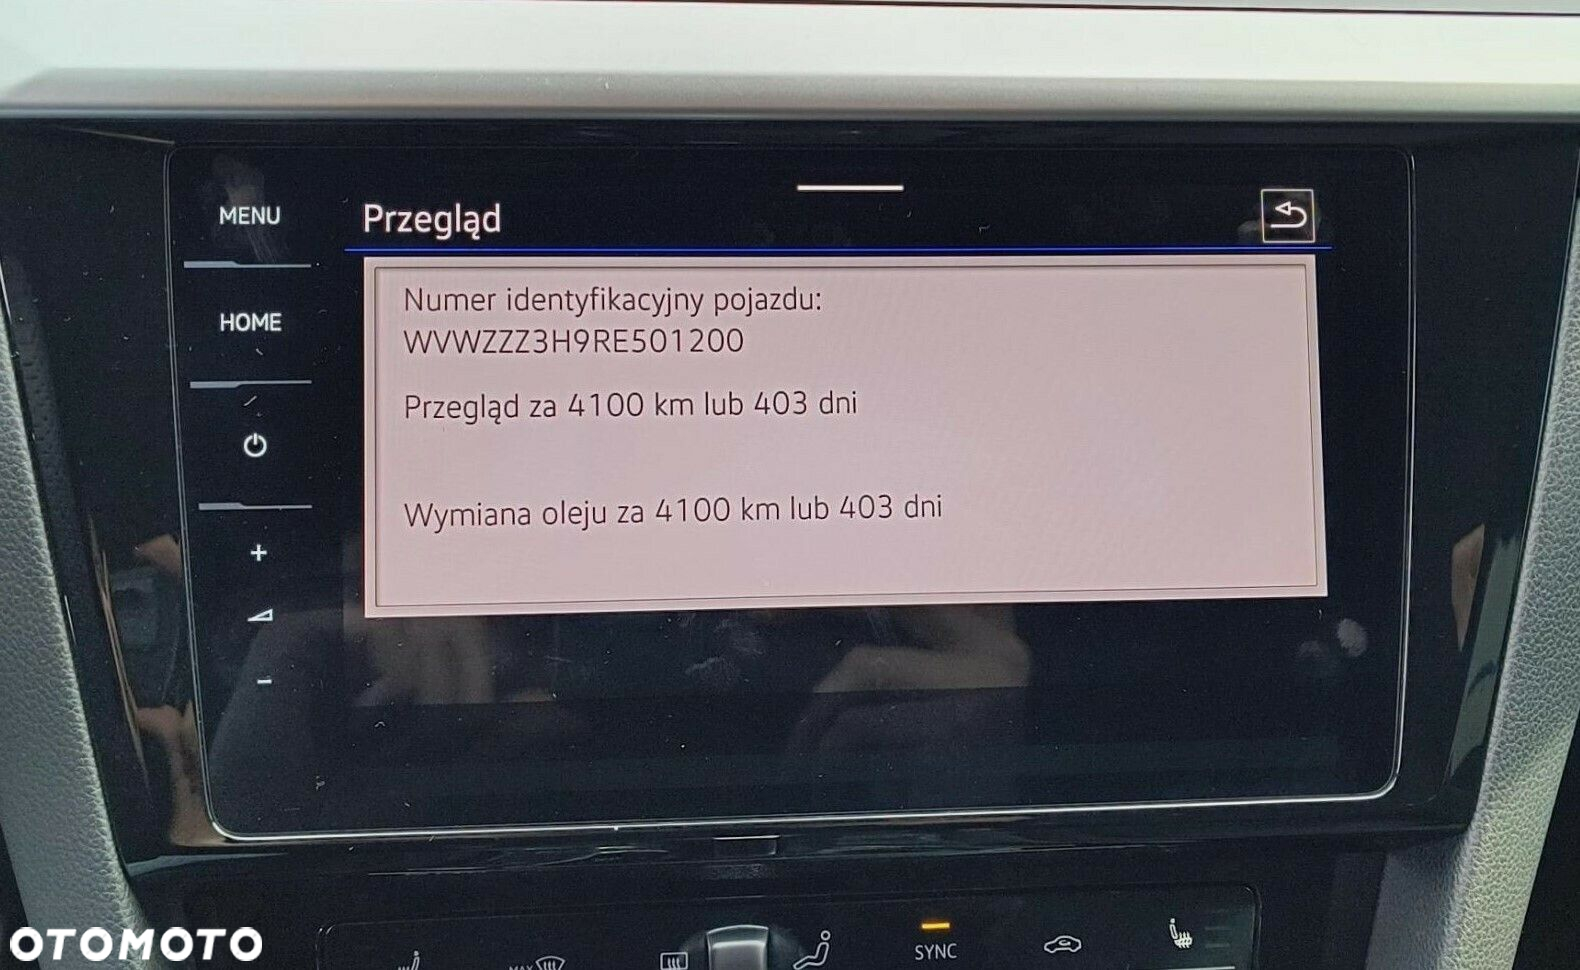 MENU
Przegląd
HOME
Numer identyfikacyjny pojazdu:
WVWZZZ3H9RE501200
Przegląd za 4100 km lub 403 dni
Wymiana oleju za 4100 km lub 403 dni
+
-
MAX
SYNC
OTOMOTO